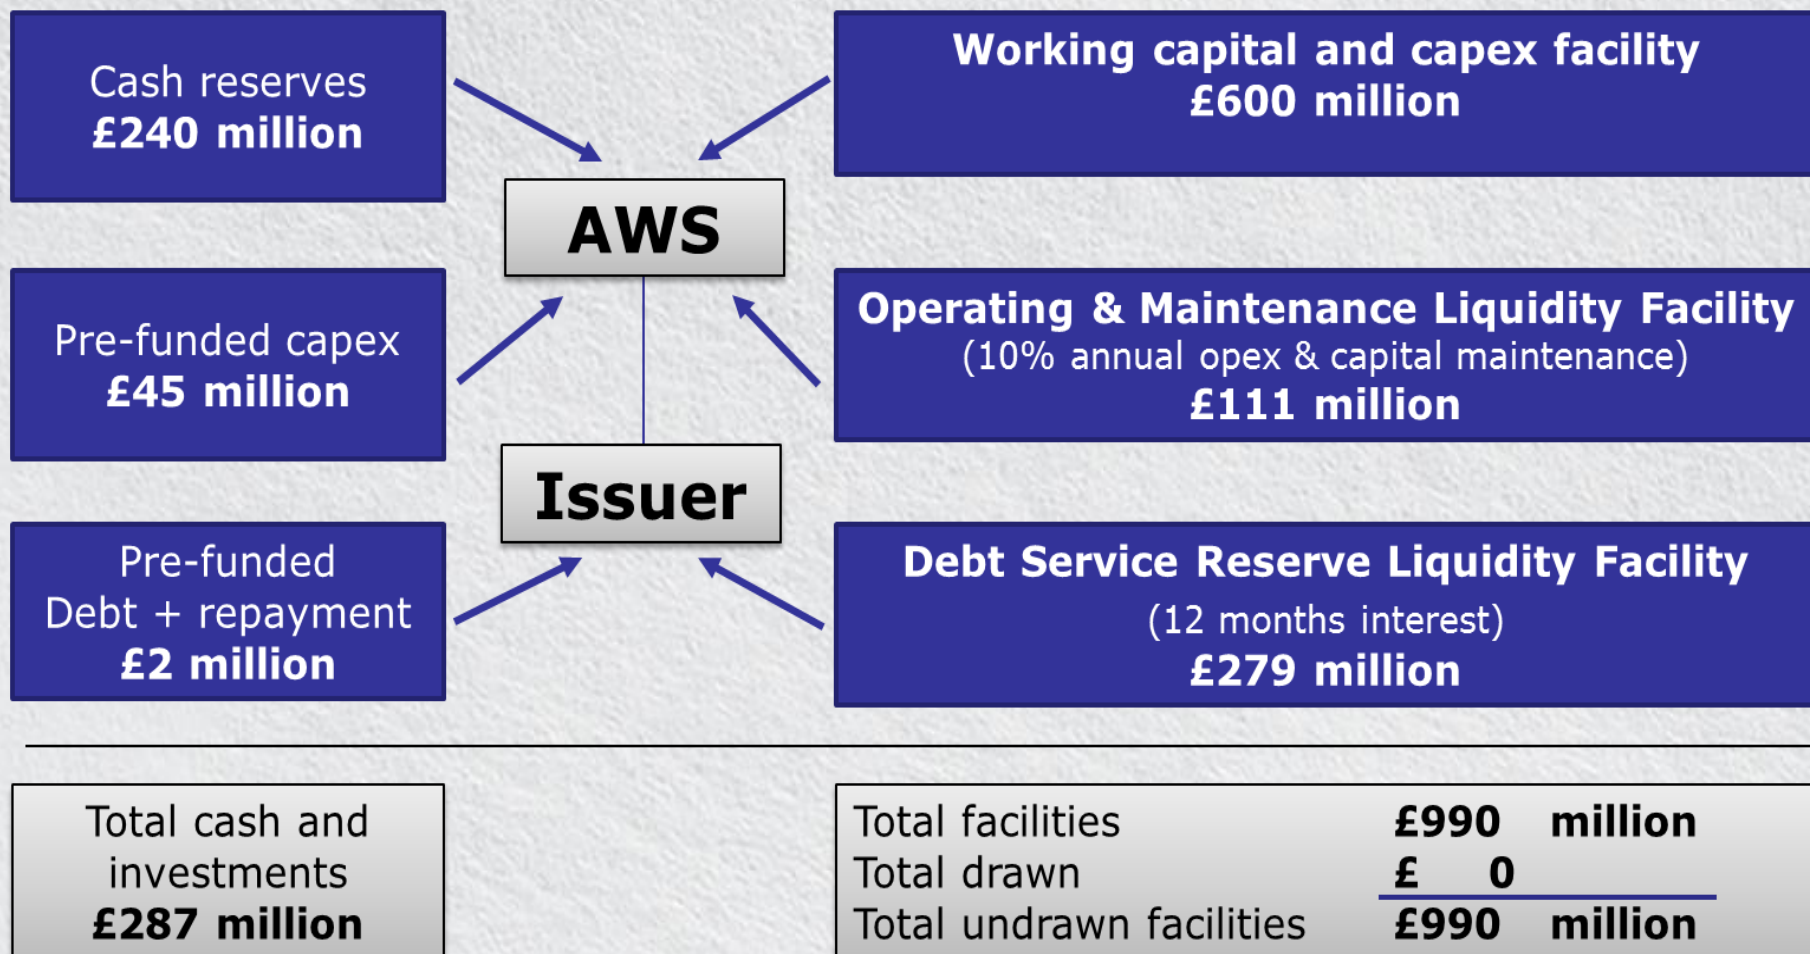 Cash reserves
£240 million
Working capital and capex facility
£600 million
AWS
Pre-funded capex
£45 million
Operating & Maintenance Liquidity Facility
(10% annual opex & capital maintenance)
£111 million
Issuer
Pre-funded
Debt + repayment
£2 million
Debt Service Reserve Liquidity Facility
(12 months interest)
£279 million
Total cash and
investments
£287 million
Total facilities £990 million
Total drawn £ 0
Total undrawn facilities £990 million